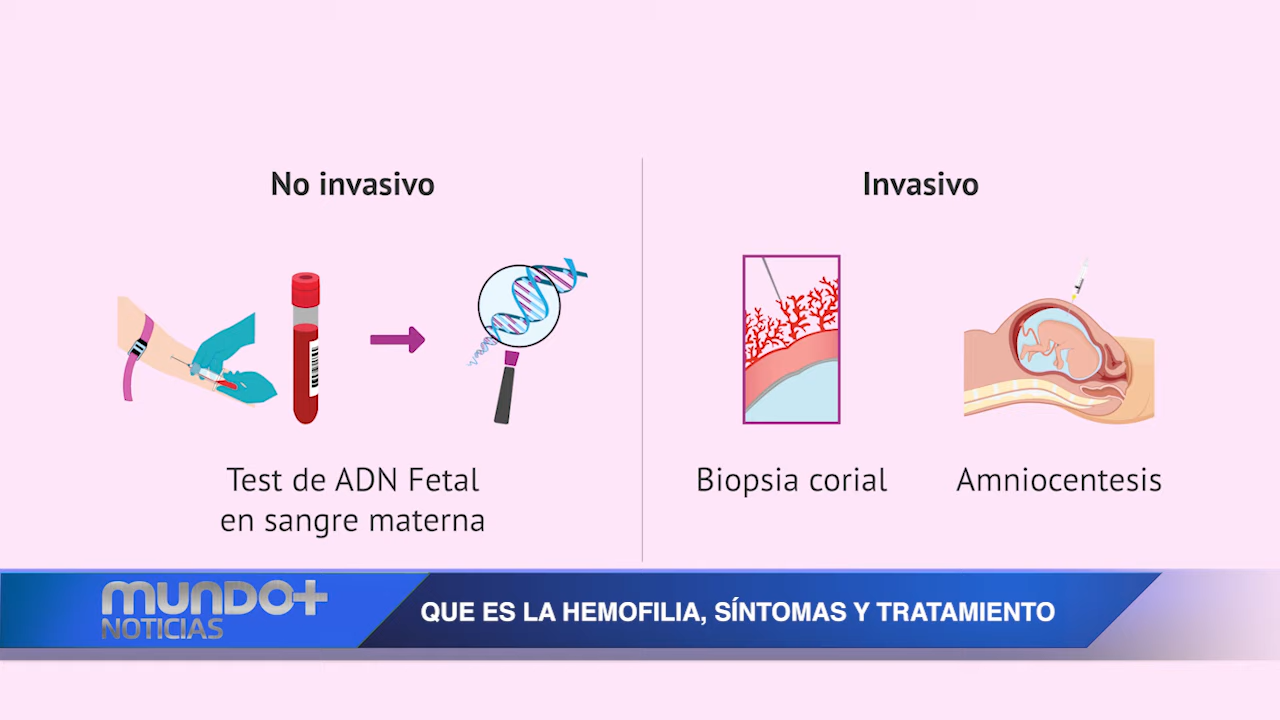 No invasivo
Invasivo
Test de ADN Fetal
en sangre materna
Biopsia corial
Amniocentesis
MUNDO+
NOTICIAS
QUE ES LA HEMOFILIA, SÍNTOMAS Y TRATAMIENTO